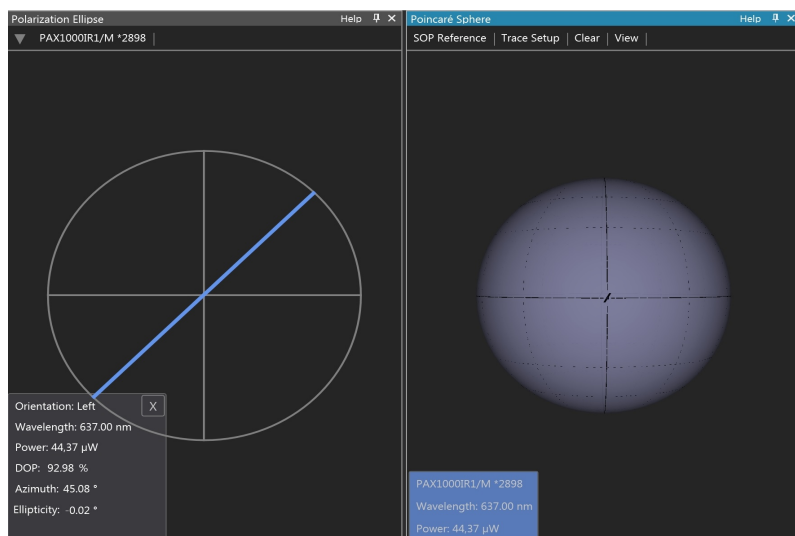 Polarization Ellipse Help
PAX1000IR1/M *2898
Orientation: Left X
Wavelength: 637.00 nm
Power: 44,37 µW
DOP: 92.98 %
Azimuth: 45.08 °
Ellipticity: -0.02 °
Poincaré Sphere Help
SOP Reference | Trace Setup | Clear | View |
PAX1000IR1/M *2898
Wavelength: 637.00 nm
Power: 44,37 µW